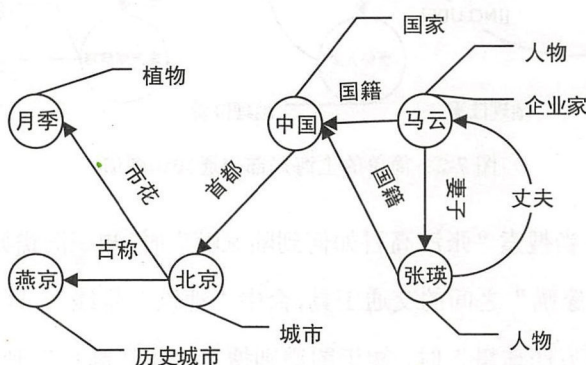 国家
植物
人物
国籍
企业家
月季
中国
马云
市花
首都
国籍
妻子
丈夫
古称
燕京
北京
张瑛
城市
人物
历史城市